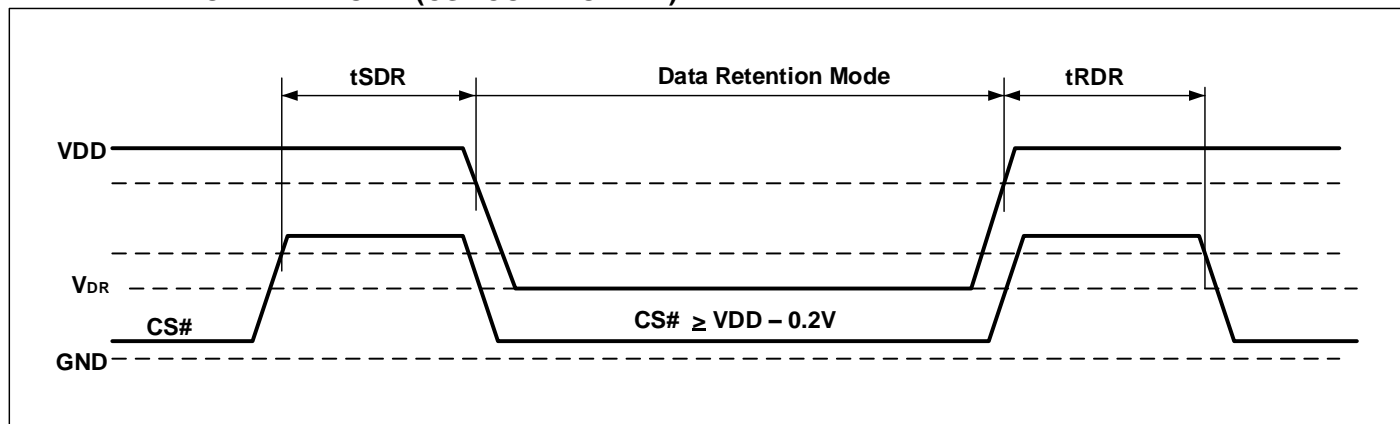 tSDR
Data Retention Mode
tRDR
VDD
VDR
CS# ≥ VDD – 0.2V
CS#
GND